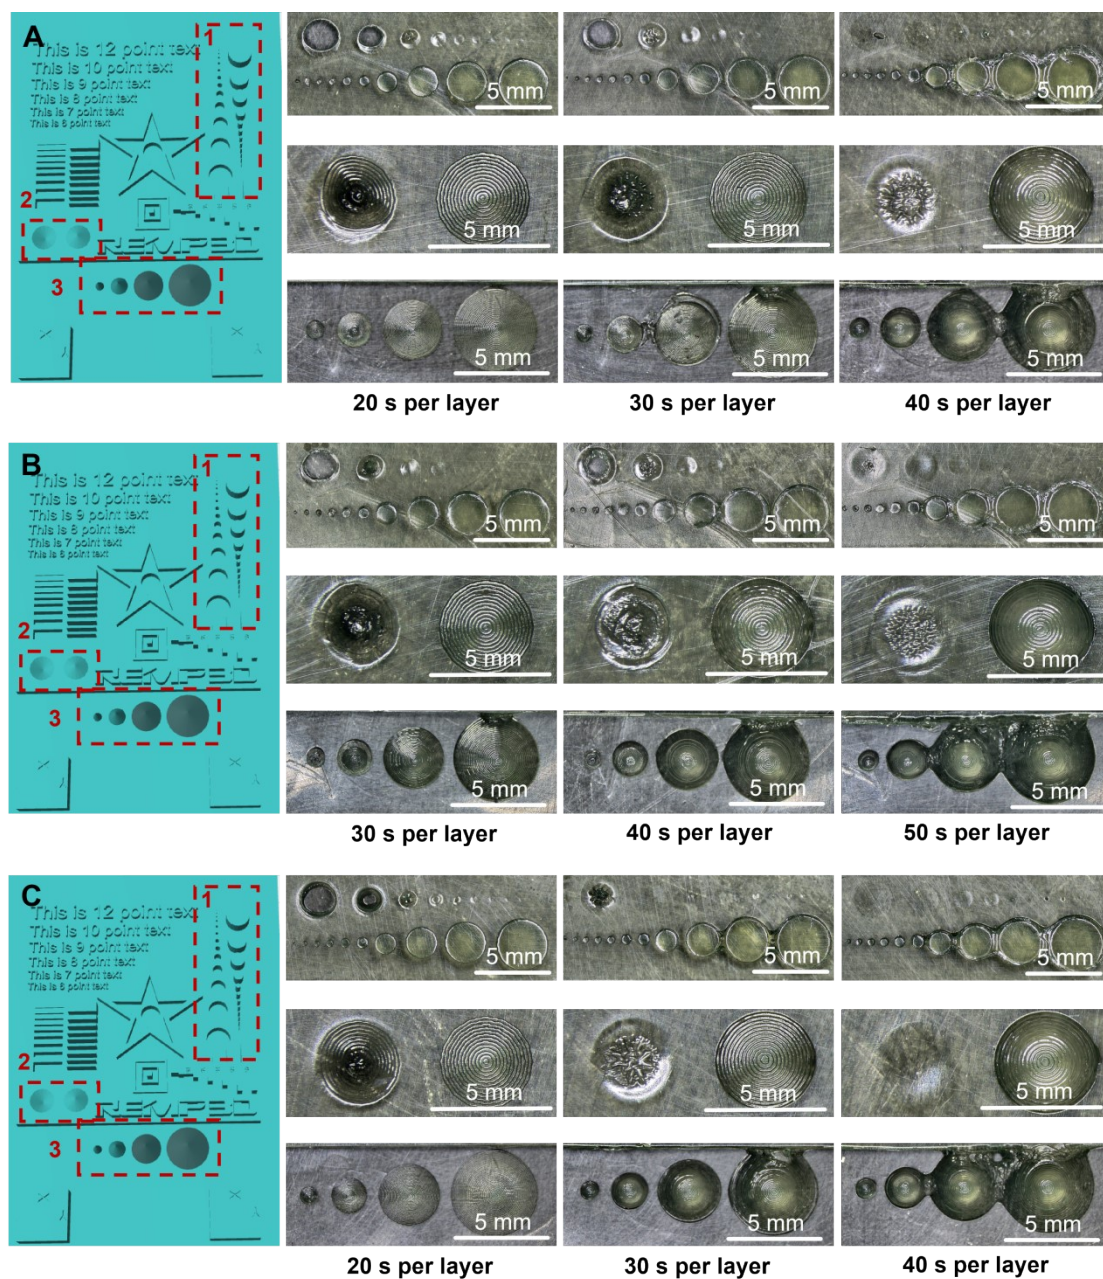 A
This is 12 point text
This is 10 point text
This is 9 point text
This is 8 point text
This is 7 point text
This is 6 point text
1
2
3
5 mm
5 mm
5 mm
5 mm
5 mm
5 mm
5 mm
5 mm
5 mm
20 s per layer
30 s per layer
40 s per layer
B
This is 12 point text
This is 10 point text
This is 9 point text
This is 8 point text
This is 7 point text
This is 6 point text
1
2
3
5 mm
5 mm
5 mm
5 mm
5 mm
5 mm
5 mm
5 mm
5 mm
30 s per layer
40 s per layer
50 s per layer
C
This is 12 point text
This is 10 point text
This is 9 point text
This is 8 point text
This is 7 point text
This is 6 point text
1
2
3
5 mm
5 mm
5 mm
5 mm
5 mm
5 mm
5 mm
5 mm
5 mm
20 s per layer
30 s per layer
40 s per layer